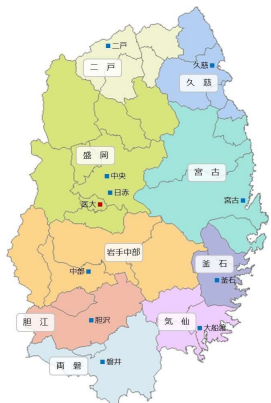 二戸
二 戸
久慈
久 慈
盛 岡
中央
日赤
医大
宮 古
宮古
岩手中部
中部
釜 石
釜石
胆 江
胆沢
気 仙
大船渡
両 磐
磐井